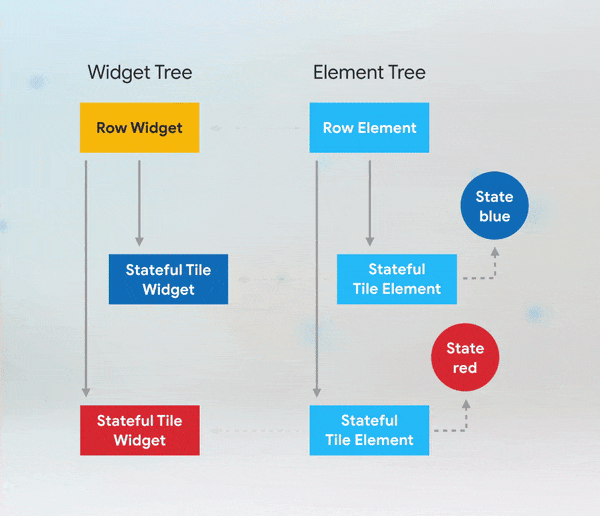 Widget Tree
Element Tree
Row Widget
Row Element
State
blue
Stateful Tile
Widget
Stateful
Tile Element
State
red
Stateful Tile
Widget
Stateful
Tile Element